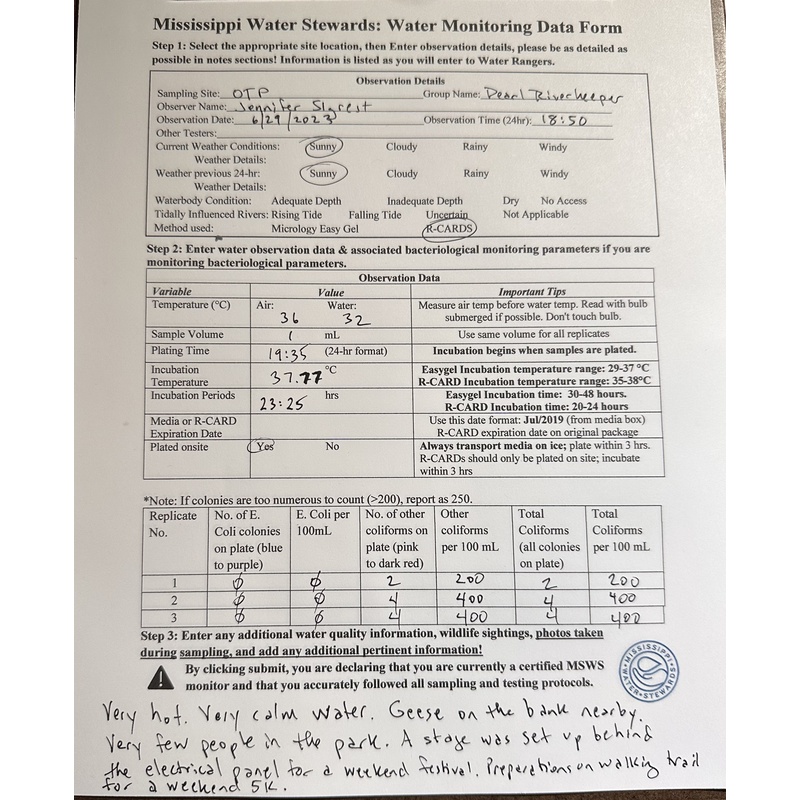 Mississippi Water Stewards: Water Monitoring Data Form
Step 1: Select the appropriate site location, then Enter observation details, please be as detailed as
possible in notes sections! Information is listed as you will enter to Water Rangers.
Observation Details
Sampling Site: OTP Group Name: Pearl Riverkeeper
Observer Name: Jennifer
Observation Date: 6/29/2023 Observation Time (24hr): 18:50
Other Testers:
Current Weather Conditions: Sunny Cloudy Rainy Windy
Weather Details:
Weather previous 24-hr: Sunny Cloudy Rainy Windy
Weather Details:
Waterbody Condition: Adequate Depth Inadequate Depth Dry No Access
Tidally Influenced Rivers: Rising Tide Falling Tide Uncertain Not Applicable
Method used: Micrology Easy Gel R-CARDS
Step 2: Enter water observation data & associated bacteriological monitoring parameters if you are
monitoring bacteriological parameters.
Observation Data
Variable Value Important Tips
Temperature (°C) Air: Water: Measure air temp before water temp. Read with bulb
36 32 submerged if possible. Don't touch bulb.
Sample Volume 1 mL Use same volume for all replicates
Plating Time 19:35 (24-hr format) Incubation begins when samples are plated.
Incubation 37.77 °C Easygel Incubation temperature range: 29-37 °C
Temperature R-CARD Incubation temperature range: 35-38°C
Incubation Periods 23:25 hrs Easygel Incubation time: 30-48 hours.
R-CARD Incubation time: 20-24 hours
Media or R-CARD Use this date format: Jul/2019 (from media box)
Expiration Date R-CARD expiration date on original package
Plated onsite Yes No Always transport media on ice; plate within 3 hrs.
R-CARDs should only be plated on site; incubate
within 3 hrs
*Note: If colonies are too numerous to count (>200), report as 250.
Replicate No. of E. E. Coli per No. of other Other Total Total
No. Coli colonies 100mL coliforms on coliforms Coliforms Coliforms
on plate (blue plate (pink per 100 mL (all colonies per 100 mL
to purple) to dark red) on plate)
1 ∅ ∅ 2 200 2 200
2 ∅ ∅ 4 400 4 400
3 ∅ ∅ 4 400 4 400
Step 3: Enter any additional water quality information, wildlife sightings, photos taken
during sampling, and add any additional pertinent information!
By clicking submit, you are declaring that you are currently a certified MSWS
monitor and that you accurately followed all sampling and testing protocols.
MISSISSIPPI WATER STEWARDS
Very hot. Very calm water. Geese on the bank nearby.
Very few people in the park. A stage was set up behind
the electrical panel for a weekend festival. Preparations on walking trail
for a weekend 5K.